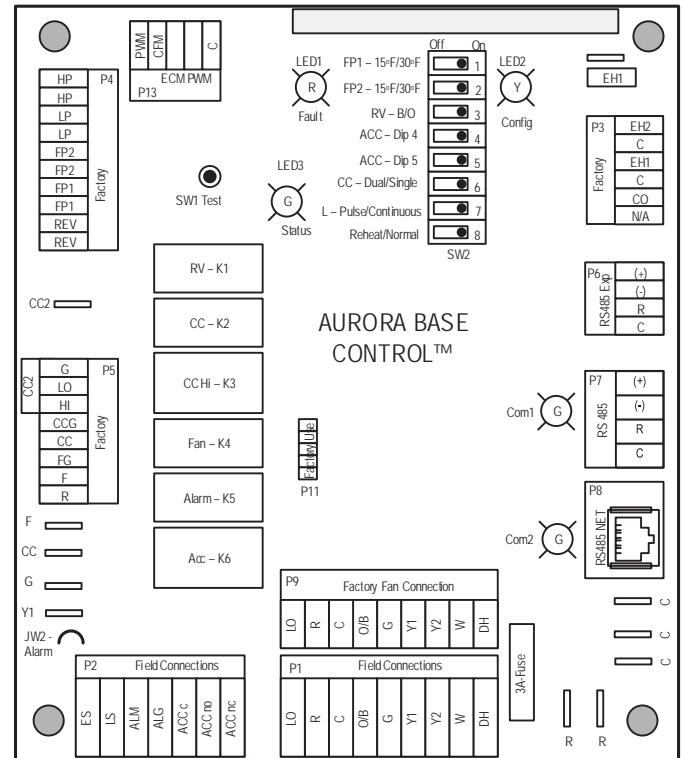 PWM
CFM
C
ECM PWM
P13
P4
HP
HP
LP
LP
FP2
FP2
FP1
FP1
REV
REV
Factory
LED1
R
Fault
Off
On
FP1 – 15ºF/30ºF
1
FP2 – 15ºF/30ºF
2
RV – B/O
3
ACC – Dip 4
4
ACC – Dip 5
5
CC – Dual/Single
6
L – Pulse/Continuous
7
Reheat/Normal
8
SW2
LED2
Y
Config
EH1
P3
Factory
EH2
C
EH1
C
CO
N/A
SW1 Test
LED3
G
Status
RV – K1
CC – K2
CC Hi – K3
Fan – K4
Alarm – K5
Acc – K6
CC2
AURORA BASE
CONTROL™
P6
RS485 Exp
(+)
(-)
R
C
CC2
P5
G
LO
HI
CCG
CC
FG
F
R
Factory
P7
RS 485
(+)
(-)
R
C
Com1
G
Factory Use
P11
P8
RS485 NET
Com2
G
F
CC
G
Y1
JW2 -
Alarm
P9
Factory Fan Connection
LO
R
C
O/B
G
Y1
Y2
W
DH
P2
Field Connections
ES
LS
ALM
ALG
ACC c
ACC no
ACC nc
P1
Field Connections
LO
R
C
O/B
G
Y1
Y2
W
DH
3A-Fuse
C
C
C
R
R